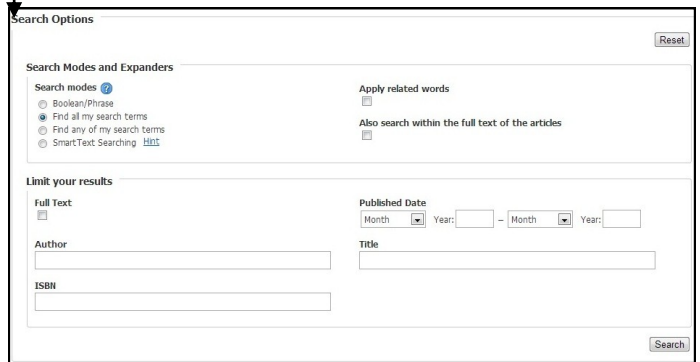 Search Options
Reset
Search Modes and Expanders
Search modes ?
Boolean/Phrase
Find all my search terms
Find any of my search terms
SmartText Searching Hint
Apply related words
Also search within the full text of the articles
Limit your results
Full Text
Published Date
Month Year: – Month Year:
Author
Title
ISBN
Search